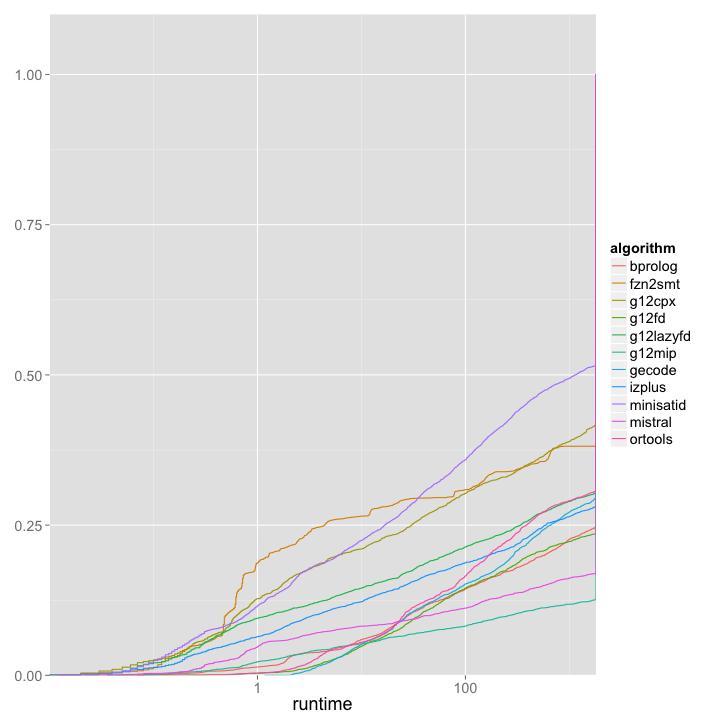 1.00
0.75
0.50
0.25
0.00
1
100
runtime
algorithm
bprolog
fzn2smt
g12cpx
g12fd
g12lazyfd
g12mip
gecode
izplus
minisatid
mistral
ortools